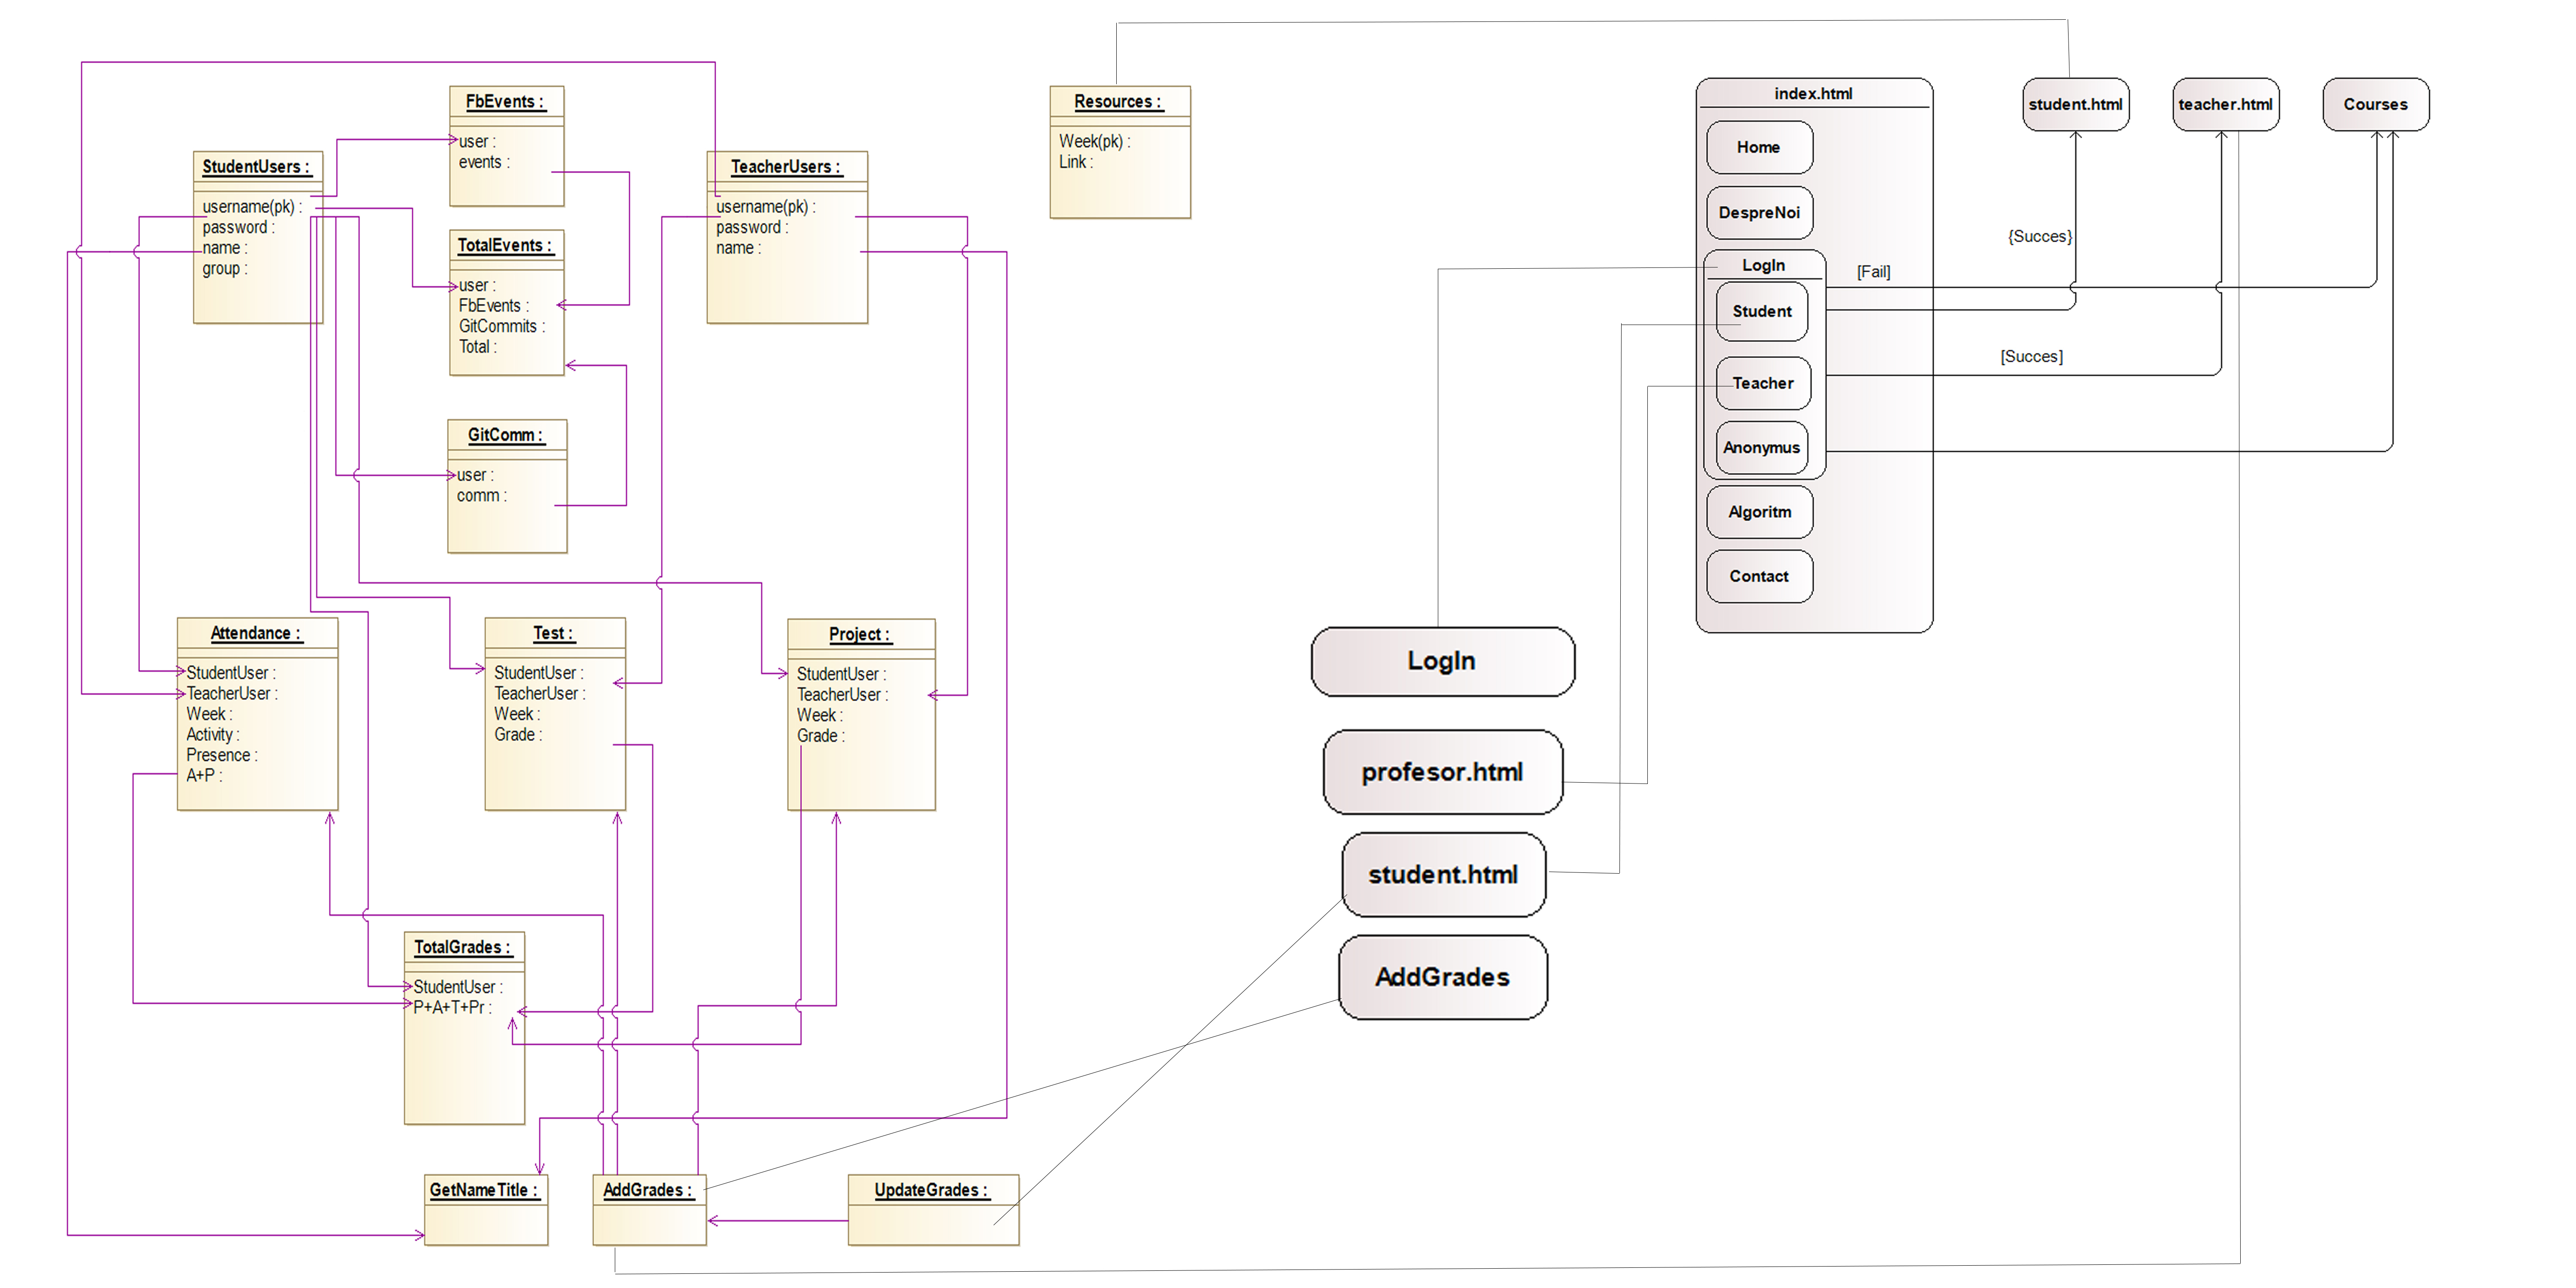 FbEvents :
user :
events :
StudentUsers :
username(pk) :
password :
name :
group :
TotalEvents :
user :
FbEvents :
GitCommits :
Total :
TeacherUsers :
username(pk) :
password :
name :
GitComm :
user :
comm :
Attendance :
StudentUser :
TeacherUser :
Week :
Activity :
Presence :
A+P :
Test :
StudentUser :
TeacherUser :
Week :
Grade :
Project :
StudentUser :
TeacherUser :
Week :
Grade :
TotalGrades :
StudentUser :
P+A+T+Pr :
GetNameTitle :
AddGrades :
UpdateGrades :
Resources :
Week(pk) :
Link :
LogIn
profesor.html
student.html
AddGrades
index.html
Home
DespreNoi
LogIn
Student
Teacher
Anonymus
Algoritm
Contact
[Fail]
{Succes}
[Succes]
student.html
teacher.html
Courses